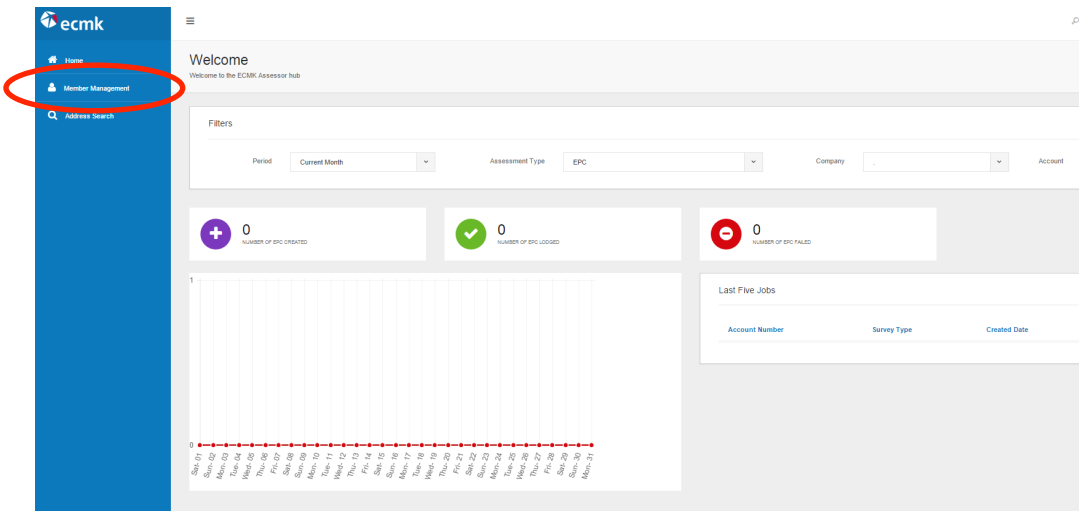 ecmk
Home
Member Management
Address Search
Welcome
Welcome to the ECMK Assessor hub
Filters
Period
Current Month
Assessment Type
EPC
Company
.
Account
0
NUMBER OF EPC CREATED
0
NUMBER OF EPC LODGED
0
NUMBER OF EPC FAILED
1
0
Sat- 01
Sun- 02
Mon- 03
Tue- 04
Wed- 05
Thu- 06
Fri- 07
Sat- 08
Sun- 09
Mon- 10
Tue- 11
Wed- 12
Thu- 13
Fri- 14
Sat- 15
Sun- 16
Mon- 17
Tue- 18
Wed- 19
Thu- 20
Fri- 21
Sat- 22
Sun- 23
Mon- 24
Tue- 25
Wed- 26
Thu- 27
Fri- 28
Sat- 29
Sun- 30
Mon- 31
Last Five Jobs
Account Number Survey Type Created Date